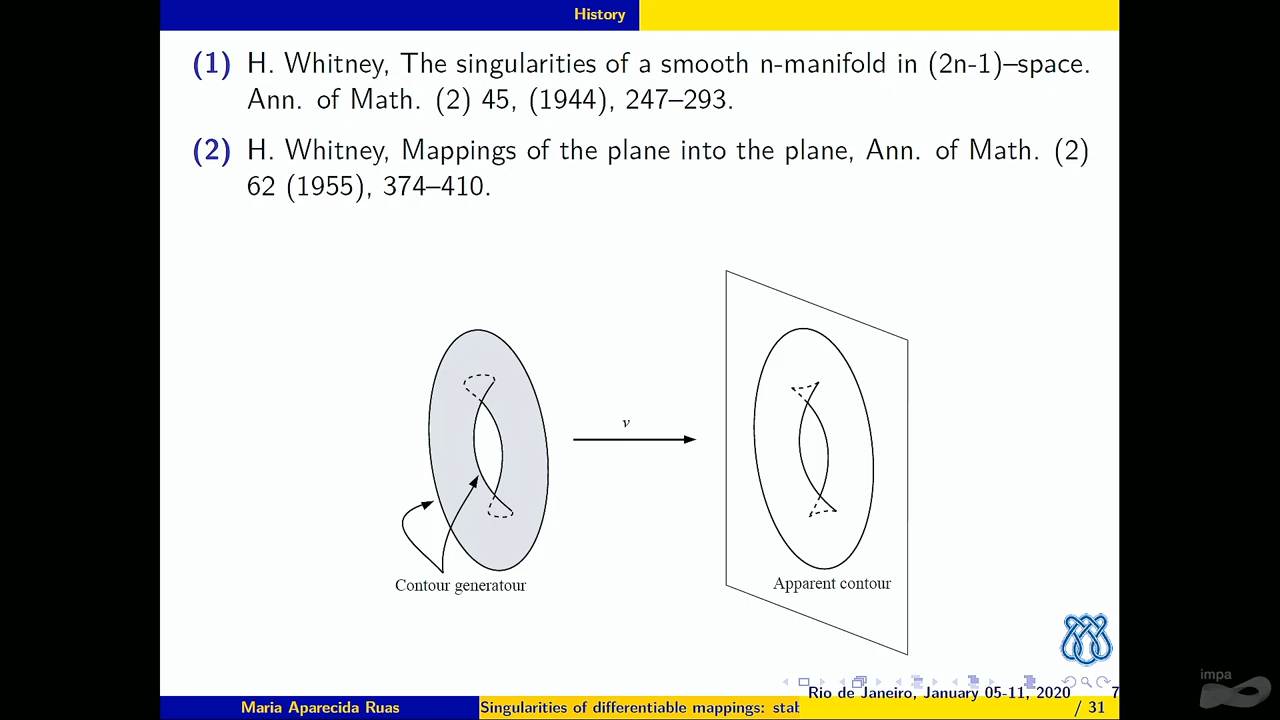 History
(1) H. Whitney, The singularities of a smooth n-manifold in (2n-1)–space.
Ann. of Math. (2) 45, (1944), 247–293.
(2) H. Whitney, Mappings of the plane into the plane, Ann. of Math. (2)
62 (1955), 374–410.
v
Contour generatour
Apparent contour
impa
Rio de Janeiro, January 05-11, 2020 7
Maria Aparecida Ruas Singularities of differentiable mappings: stab / 31